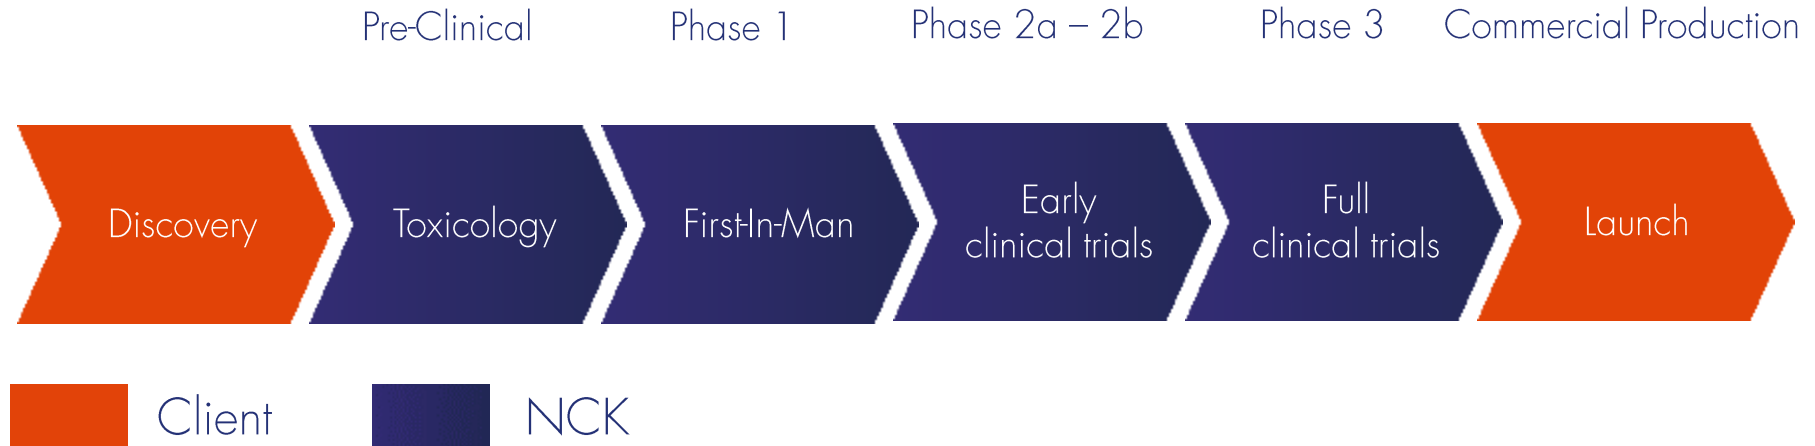 Pre-Clinical
Phase 1
Phase 2a – 2b
Phase 3
Commercial Production
Discovery
Toxicology
First-In-Man
Early
clinical trials
Full
clinical trials
Launch
Client
NCK